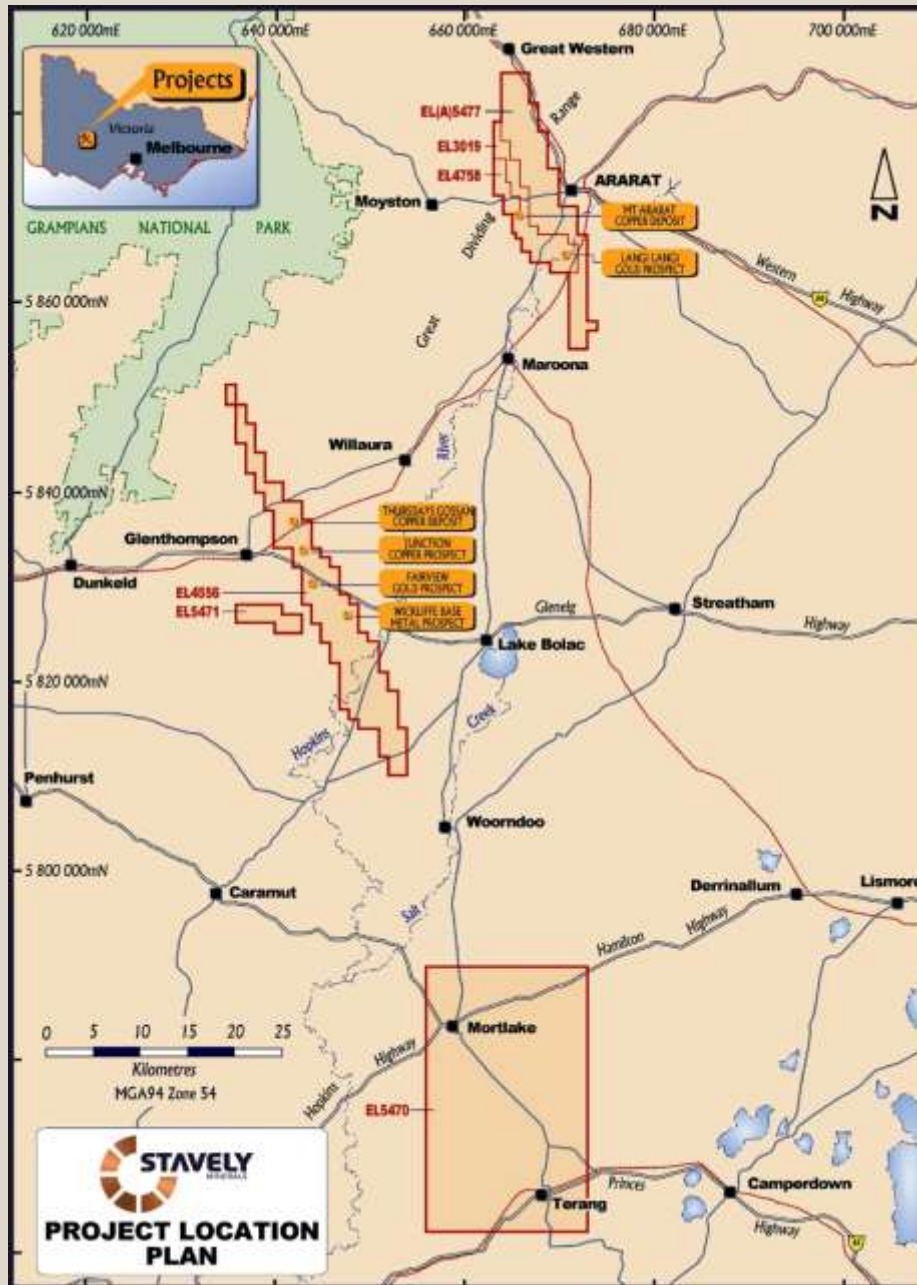 620 000mE
640 000mE
660 000mE
680 000mE
700 000mE
Projects
Victoria
Melbourne
Great Western
EL(A)5477
Range
EL3019
EL4758
ARARAT
N
Moyston
MT ARARAT
COPPER DEPOSIT
GRAMPIANS NATIONAL PARK
Dividing
LANGI LANGI
GOLD PROSPECT
Western
Highway
5 860 000mN
Great
Maroona
Willaura
River
5 840 000mN
THURSDAYS GOSSAN
COPPER DEPOSIT
Glenthompson
JUNCTION
COPPER PROSPECT
Dunkeld
FAIRVIEW
GOLD PROSPECT
EL4556
EL5471
WICKLIFFE BASE
METAL PROSPECT
Glenelg
Streatham
Highway
Lake Bolac
5 820 000mN
Hopkins
Creek
Penhurst
Woorndoo
5 800 000mN
Caramut
Derrinallum
Lismore
Salt
Hamilton
Highway
0 5 10 15 20 25
Kilometres
MGA94 Zone 54
Mortlake
Highway
Hopkins
EL5470
STAVELY
MINERALS
PROJECT LOCATION
PLAN
Terang
Princes
Camperdown
Highway